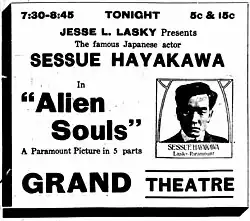 7:30-8:45 TONIGHT 5c & 15c
JESSE L. LASKY Presents
The famous Japanese actor
SESSUE HAYAKAWA
In
"Alien
Souls"
A Paramount Picture in 5 parts
SESSUE HAYAKAWA
Lasky-Paramount
GRAND THEATRE